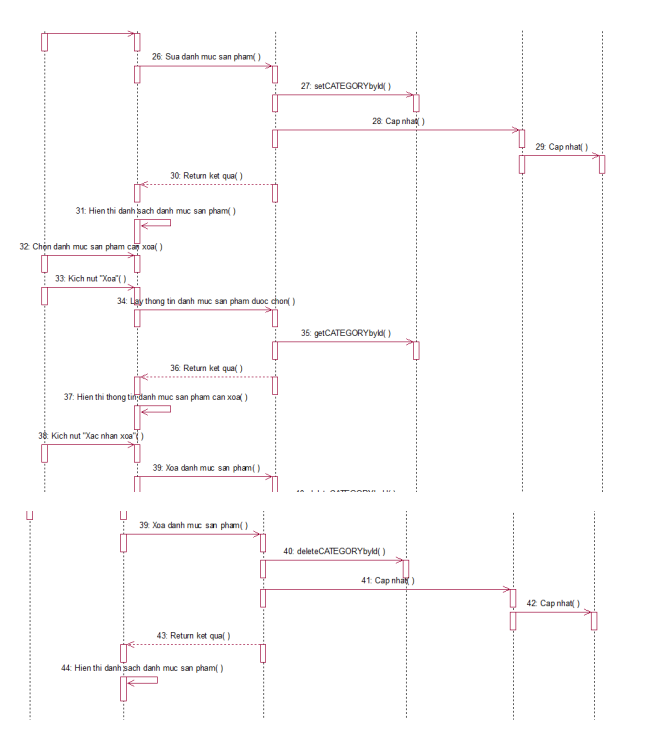 26: Sua danh muc san pham( )
27: setCATEGORYbyId( )
28: Cap nhat( )
29: Cap nhat( )
30: Return ket qua( )
31: Hien thi danh sach danh muc san pham( )
32: Chon danh muc san pham can xoa( )
33: Kich nut "Xoa"( )
34: Lay thong tin danh muc san pham duoc chon( )
35: getCATEGORYbyId( )
36: Return ket qua( )
37: Hien thi thong tin danh muc san pham can xoa( )
38: Kich nut "Xac nhan xoa"( )
39: Xoa danh muc san pham( )
40: deleteCATEGORYbyId( )
39: Xoa danh muc san pham( )
40: deleteCATEGORYbyId( )
41: Cap nhat( )
42: Cap nhat( )
43: Return ket qua( )
44: Hien thi danh sach danh muc san pham( )